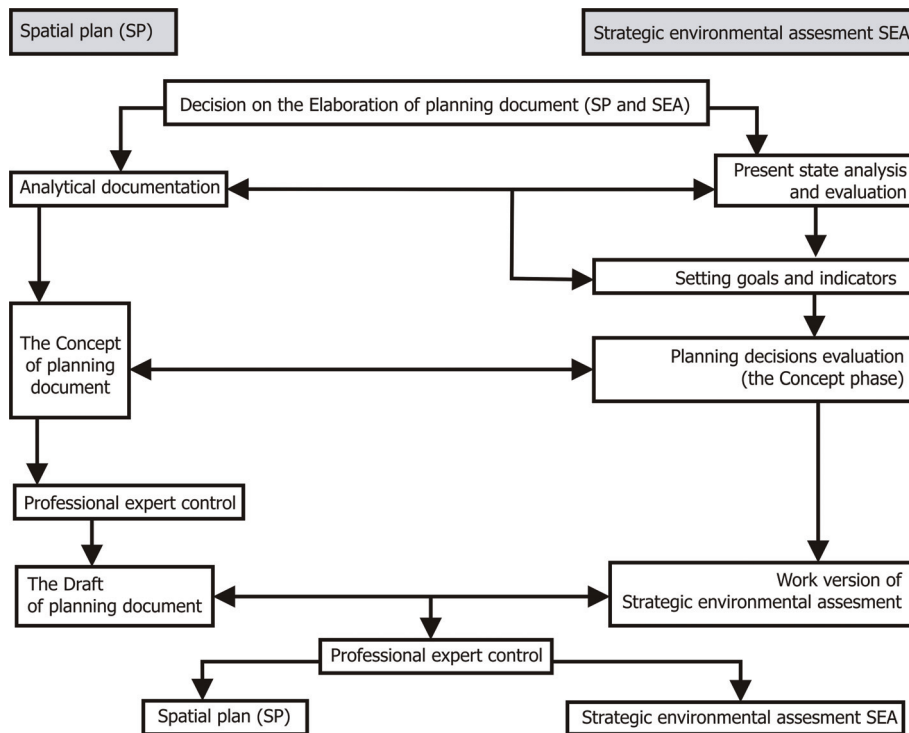 Spatial plan (SP)
Strategic environmental assesment SEA
Decision on the Elaboration of planning document (SP and SEA)
Analytical documentation
Present state analysis
and evaluation
Setting goals and indicators
The Concept
of planning
document
Planning decisions evaluation
(the Concept phase)
Professional expert control
The Draft
of planning document
Work version of
Strategic environmental assesment
Professional expert control
Spatial plan (SP)
Strategic environmental assesment SEA